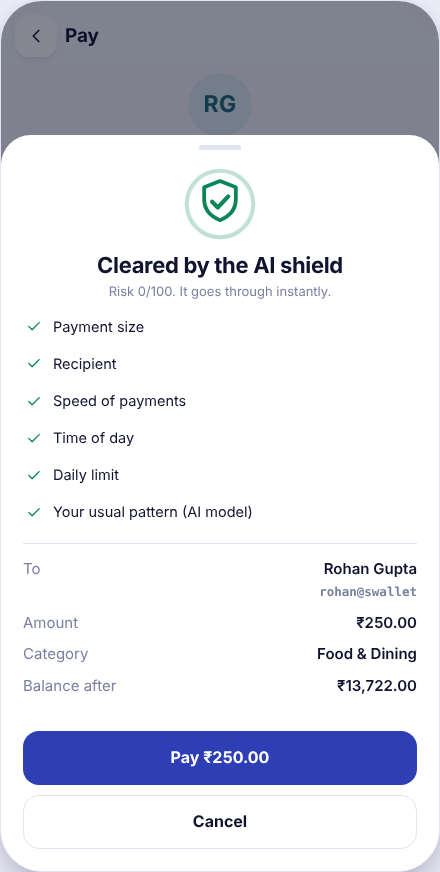 Pay
RG
Cleared by the AI shield
Risk 0/100. It goes through instantly.
Payment size
Recipient
Speed of payments
Time of day
Daily limit
Your usual pattern (AI model)
To Rohan Gupta
rohan@swallet
Amount ₹250.00
Category Food & Dining
Balance after ₹13,722.00
Pay ₹250.00
Cancel